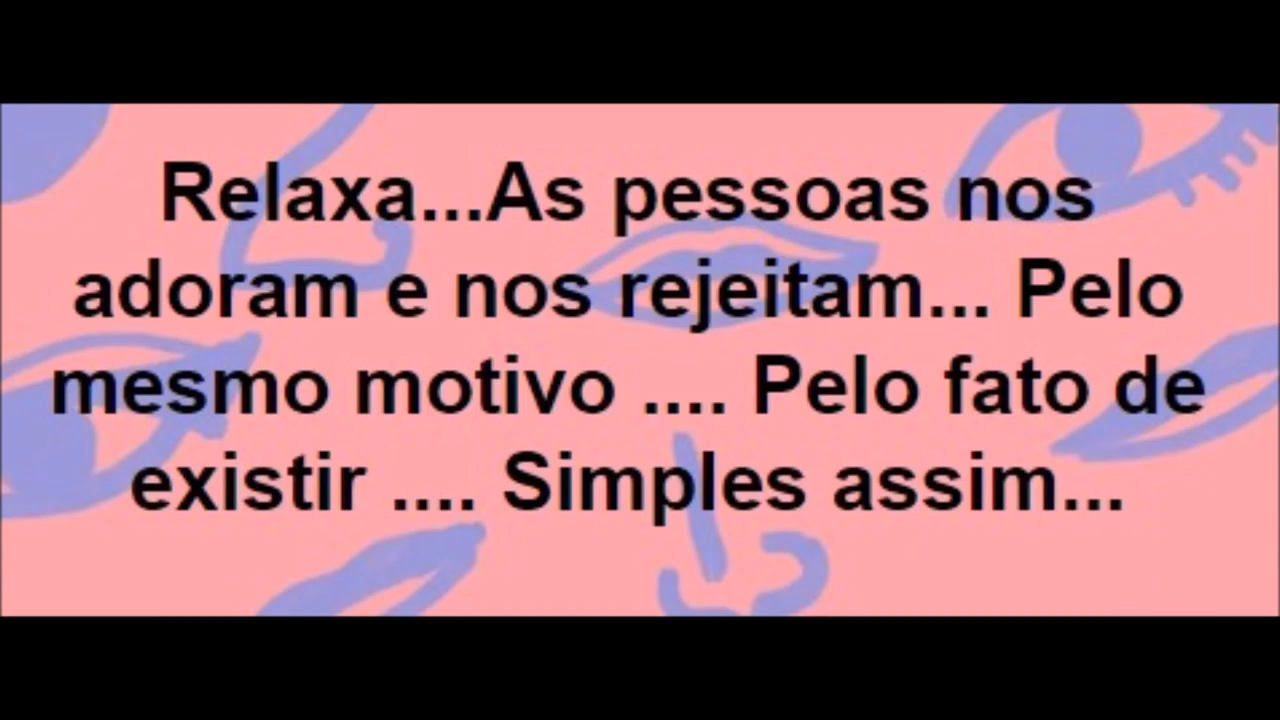 Relaxa...As pessoas nos
adoram e nos rejeitam... Pelo
mesmo motivo .... Pelo fato de
existir .... Simples assim...